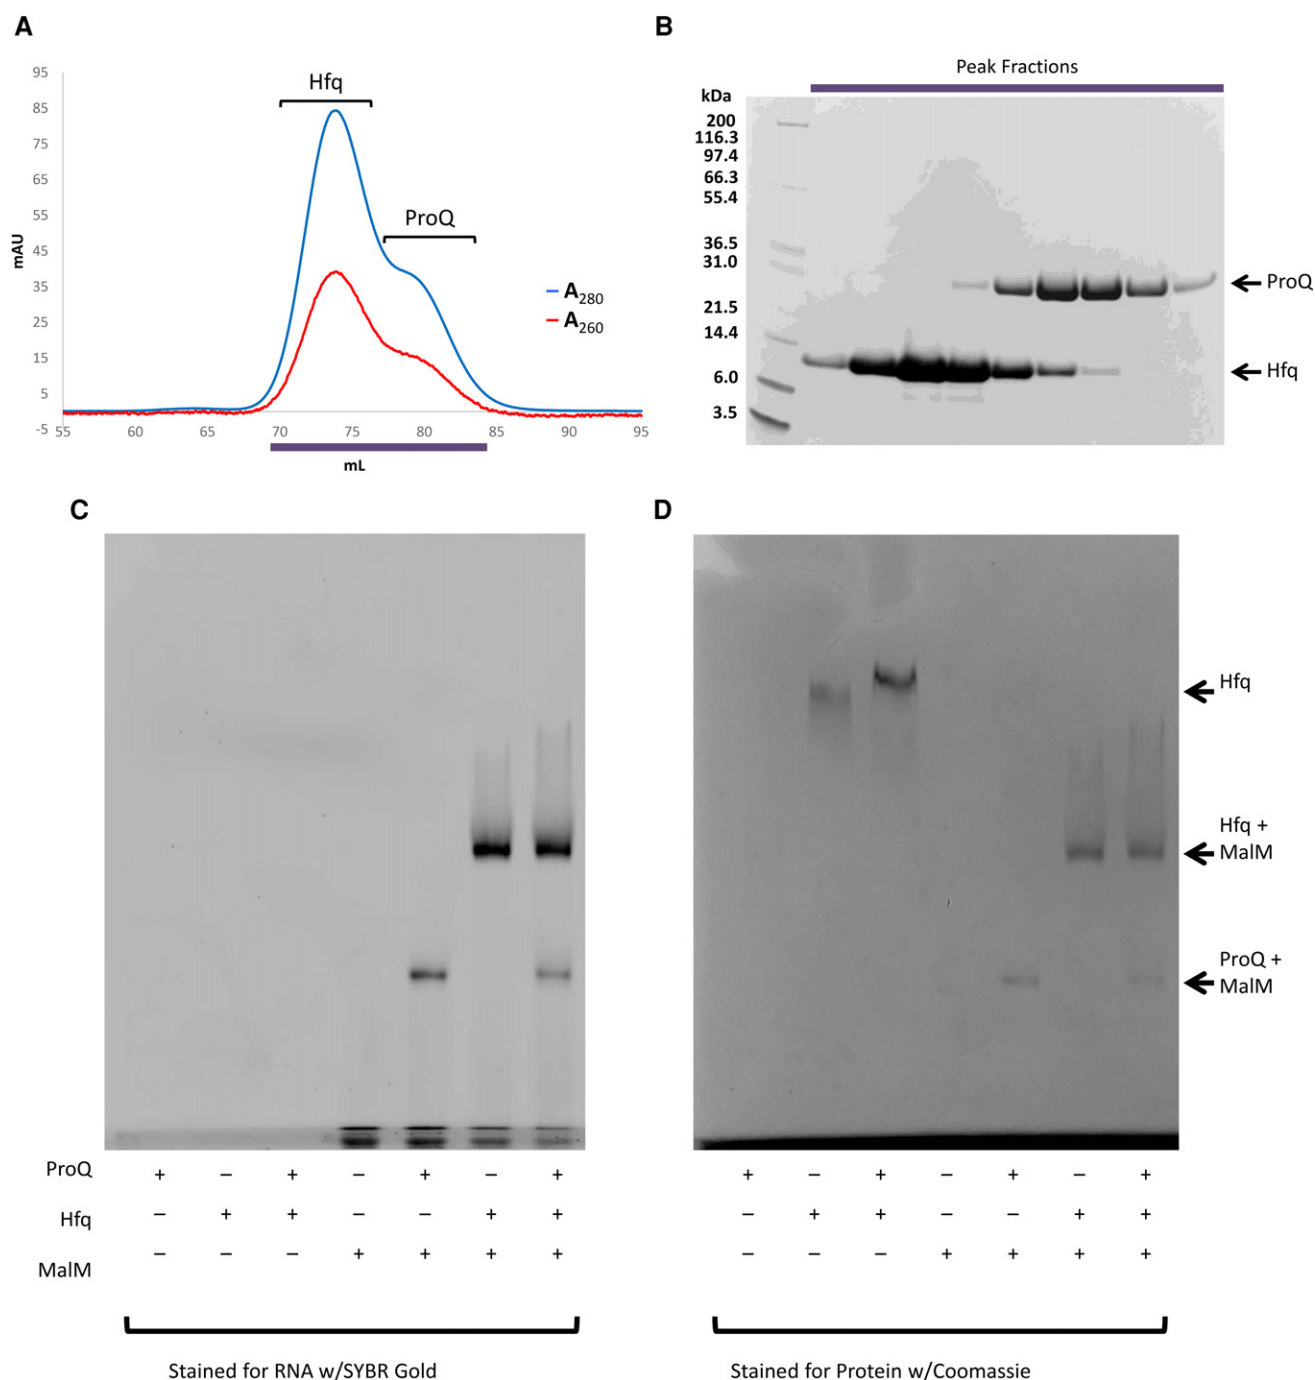 A
95
85
75
65
55
45
35
25
15
5
-5
mAU
Hfq
ProQ
A280
A260
55 60 65 70 75 80 85 90 95
mL
B
Peak Fractions
kDa
200
116.3
97.4
66.3
55.4
36.5
31.0
21.5
14.4
6.0
3.5
ProQ
Hfq
C
ProQ + – + – + – +
Hfq – + + – – + +
MalM – – – + + + +
Stained for RNA w/SYBR Gold
D
Hfq
Hfq +
MalM
ProQ +
MalM
+ – + – + – +
– + + – – + +
– – – + + + +
Stained for Protein w/Coomassie